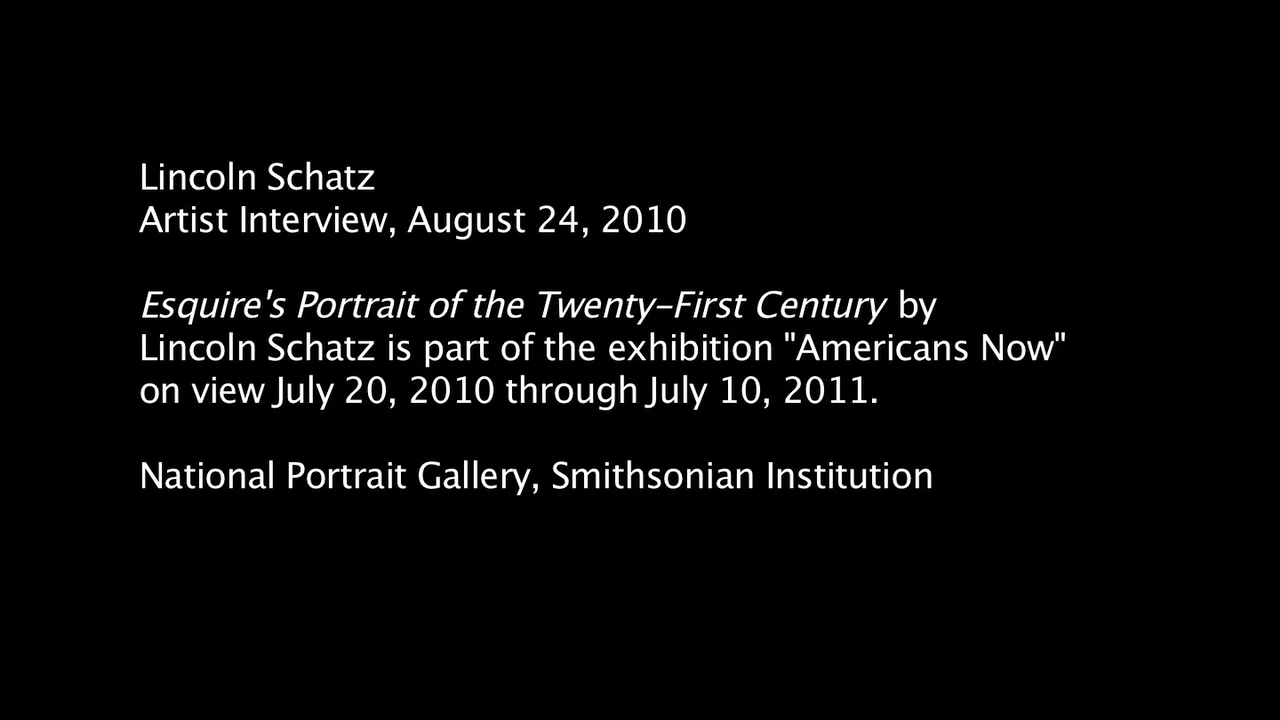 Lincoln Schatz
Artist Interview, August 24, 2010
Esquire's Portrait of the Twenty-First Century by
Lincoln Schatz is part of the exhibition "Americans Now"
on view July 20, 2010 through July 10, 2011.
National Portrait Gallery, Smithsonian Institution